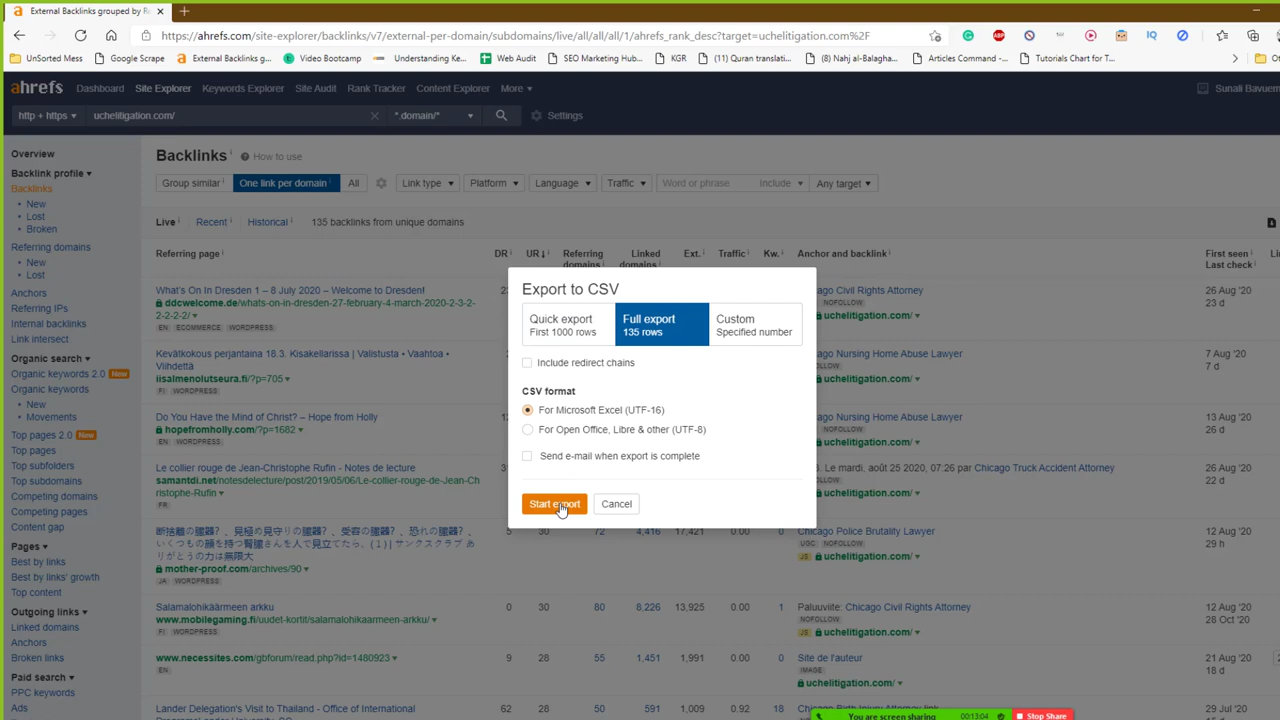 External Backlinks grouped by R
https://ahrefs.com/site-explorer/backlinks/v7/external-per-domain/subdomains/live/all/all/all/1/ahrefs_rank_desc?target=uchelitigation.com%2F
UnSorted Mess Google Scrape External Backlinks g... Video Bootcamp Understanding Ke... Web Audit SEO Marketing Hub... KGR (11) Quran translati... (8) Nahj al-Balagha... Articles Command -... Tutorials Chart for T...
ahrefs Dashboard Site Explorer Keywords Explorer Site Audit Rank Tracker Content Explorer More Sunali Bavuem
http + https uchelitigation.com/ *.domain/* Settings
Overview
Backlink profile
Backlinks
New
Lost
Broken
Referring domains
New
Lost
Anchors
Referring IPs
Internal backlinks
Link intersect
Organic search
Organic keywords 2.0 New
Organic keywords
New
Movements
Top pages 2.0 New
Top pages
Top subfolders
Top subdomains
Competing domains
Competing pages
Content gap
Pages
Best by links
Best by links' growth
Top content
Outgoing links
Linked domains
Anchors
Broken links
Paid search
PPC keywords
Ads
Backlinks How to use
Group similar One link per domain All Link type Platform Language Traffic Word or phrase Include Any target
Live Recent Historical 135 backlinks from unique domains
Referring page DR UR Referring domains Linked domains Ext. Traffic Kw. Anchor and backlink First seen Last check
Export to CSV
Quick export
First 1000 rows
Full export
135 rows
Custom
Specified number
Include redirect chains
CSV format
For Microsoft Excel (UTF-16)
For Open Office, Libre & other (UTF-8)
Send e-mail when export is complete
Start export Cancel
What's On In Dresden 1 – 8 July 2020 – Welcome to Dresden!
ddcwelcome.de/whats-on-in-dresden-27-february-4-march-2020-2-3-2-2-2-2/
EN ECOMMERCE WORDPRESS
Chicago Civil Rights Attorney
NOFOLLOW
uchelitigation.com/
26 Aug '20
23 d
Kevätkokous perjantaina 18.3. Kisakellarissa | Valistusta • Vaahtoa •
Viihdettä
iisalmenolutseura.fi/?p=705
FI WORDPRESS
Chicago Nursing Home Abuse Lawyer
NOFOLLOW
uchelitigation.com/
7 Aug '20
7 d
Do You Have the Mind of Christ? – Hope from Holly
hopefromholly.com/?p=1682
EN WORDPRESS
Chicago Nursing Home Abuse Lawyer
NOFOLLOW
uchelitigation.com/
13 Aug '20
26 d
Le collier rouge de Jean-Christophe Rufin - Notes de lecture
samantdi.net/notesdelecture/post/2019/05/06/Le-collier-rouge-de-Jean-Ch
ristophe-Rufin
FR
. Le mardi, août 25 2020, 07.26 par Chicago Truck Accident Attorney
NOFOLLOW
uchelitigation.com/
26 Aug '20
22 d
mother-proof.com/archives/90
JA WORDPRESS
5 30 72 4,416 17,421 0.00 0
Chicago Police Brutality Lawyer
UGC NOFOLLOW
JS uchelitigation.com/
12 Aug '20
29 h
Salamalohikäärmeen arkku
www.mobilegaming.fi/uudet-kortit/salamalohikaarmeen-arkku/
FI WORDPRESS
0 30 80 8,226 13,925 0.00 1
Paluuviite: Chicago Civil Rights Attorney
NOFOLLOW
JS uchelitigation.com/
12 Aug '20
28 Oct
www.necessites.com/gbforum/read.php?id=1480923
EN
9 28 55 1,451 1,991 0.00 0
Site de l'auteur
IMAGE
uchelitigation.com/
21 Aug '20
18 d
Lander Delegation's Visit to Thailand - Office of International
62 28 50 591 1,009 0.92 18
29 Jul '20
15 d
You are screen sharing 00:13:04 Stop Share